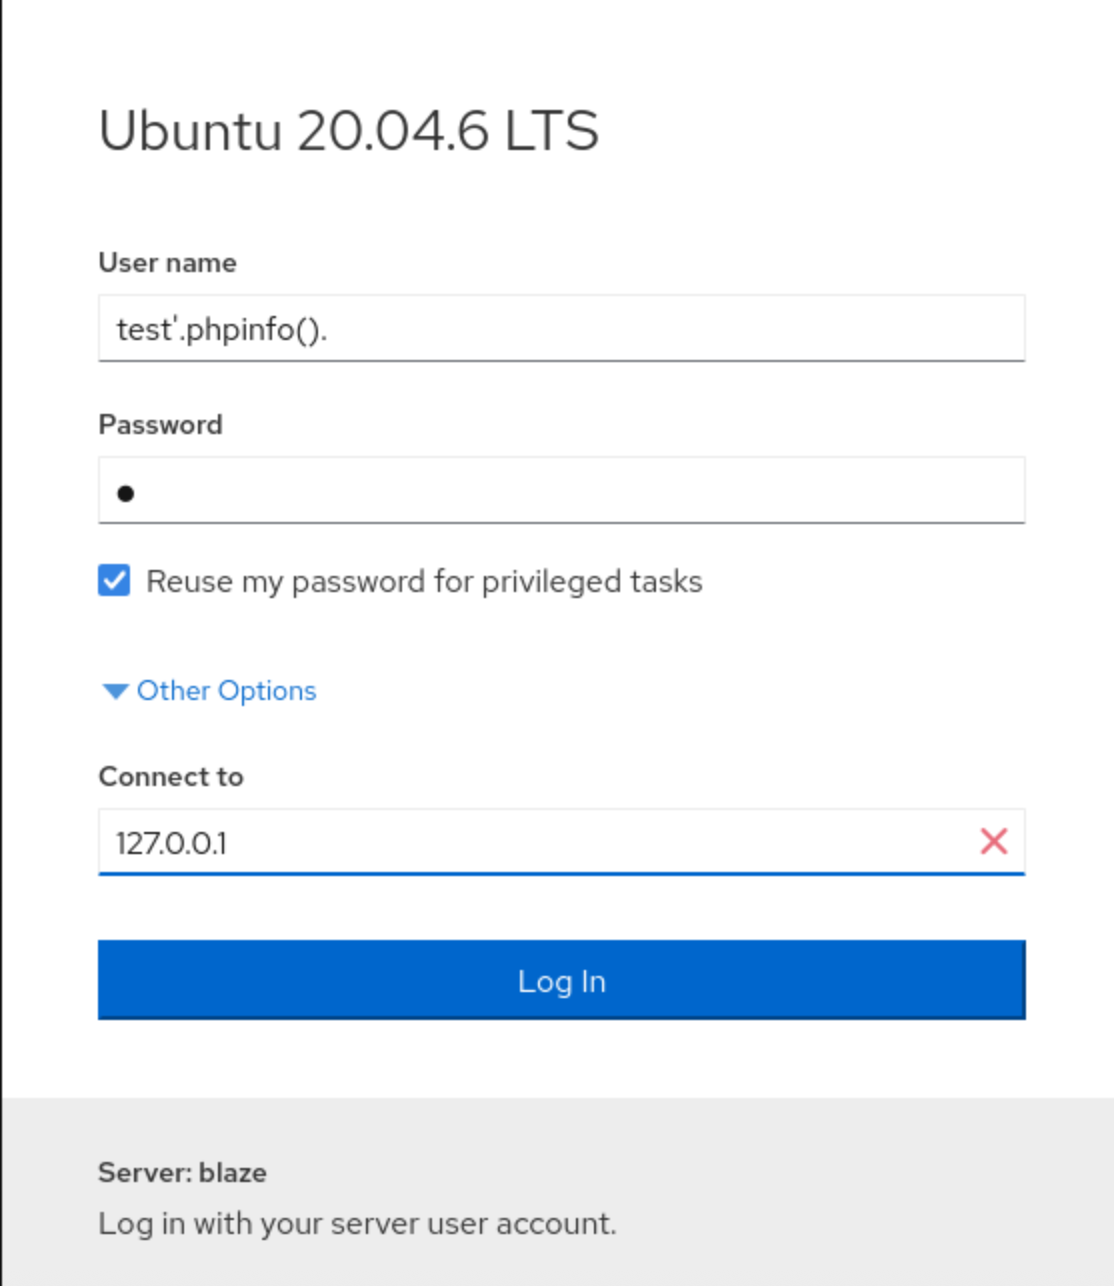 Ubuntu 20.04.6 LTS
User name
test'.phpinfo().
Password
Reuse my password for privileged tasks
Other Options
Connect to
127.0.0.1
Log In
Server: blaze
Log in with your server user account.